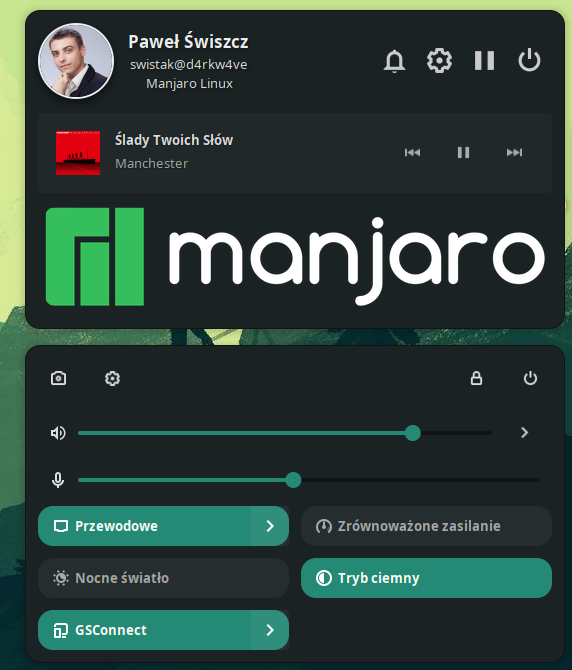 Paweł Świszcz
swistak@d4rkw4ve
Manjaro Linux
Ślady Twoich Słów
Manchester
manjaro
Przewodowe
Zrównoważone zasilanie
Nocne światło
Tryb ciemny
GSConnect